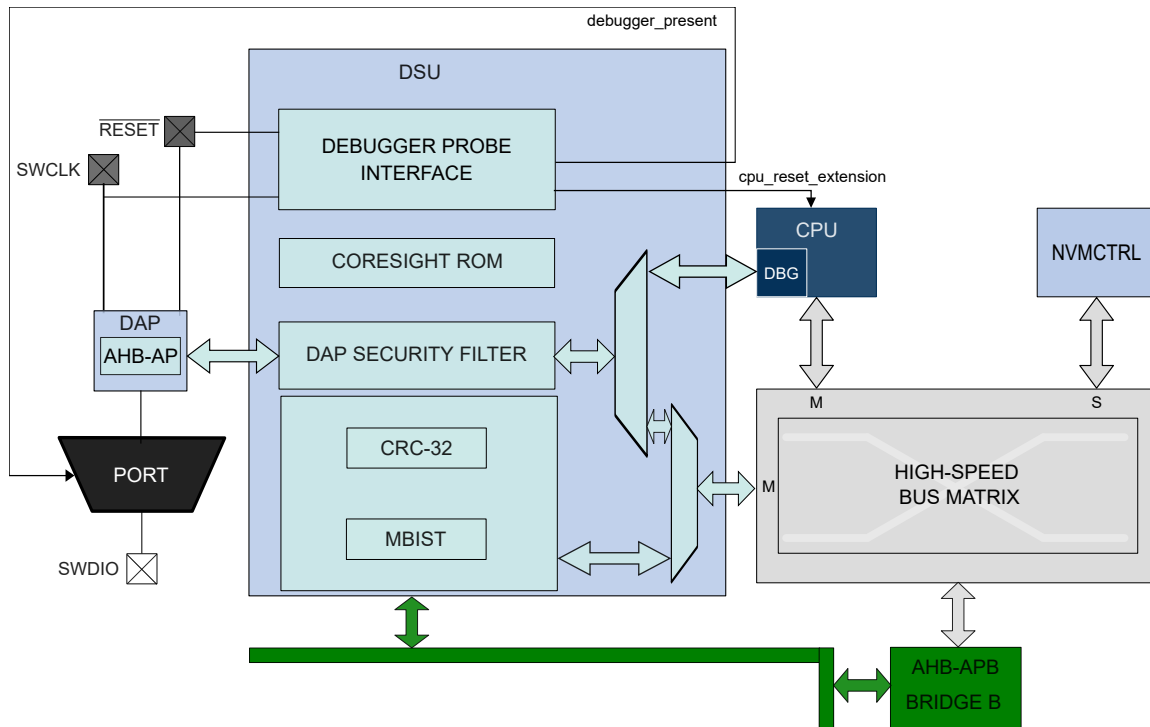 debugger_present
DSU
RESET
DEBUGGER PROBE
INTERFACE
SWCLK
cpu_reset_extension
CPU
DBG
NVMCTRL
CORESIGHT ROM
DAP
AHB-AP
DAP SECURITY FILTER
M
S
CRC-32
PORT
HIGH-SPEED
BUS MATRIX
M
MBIST
SWDIO
AHB-APB
BRIDGE B